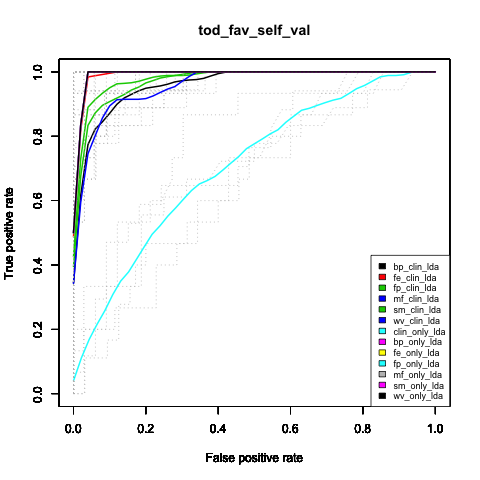 tod_fav_self_val
True positive rate
1.0
0.8
0.6
0.4
0.2
0.0
bp_clin_lda
fe_clin_lda
fp_clin_lda
mf_clin_lda
sm_clin_lda
wv_clin_lda
clin_only_lda
bp_only_lda
fe_only_lda
fp_only_lda
mf_only_lda
sm_only_lda
wv_only_lda
0.0 0.2 0.4 0.6 0.8 1.0
False positive rate